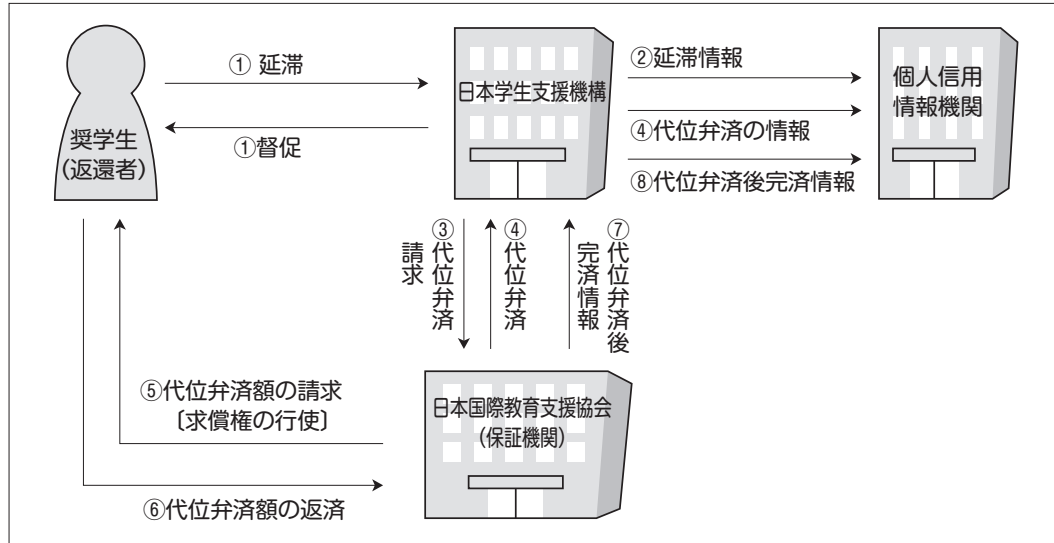 ① 延滞
①督促
奨学生
(返還者)
日本学生支援機構
②延滞情報
④代位弁済の情報
⑧代位弁済後完済情報
個人信用
情報機関
③代位弁済
請求
④代位弁済
⑦代位弁済後
完済情報
⑤代位弁済額の請求
〔求償権の行使〕
日本国際教育支援協会
(保証機関)
⑥代位弁済額の返済